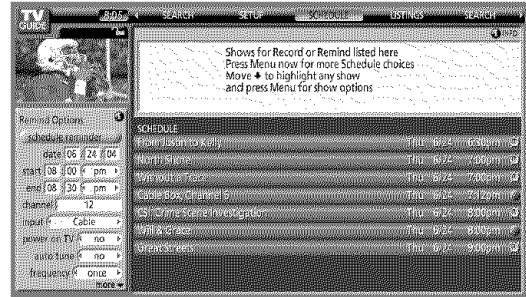 TV GUIDE
8:05
SEARCH SETUP SCHEDULE LISTINGS SEARCH
INFO
Shows for Record or Remind listed here
Press Menu now for more Schedule choices
Move to highlight any show
and press Menu for show options
Remind Options
schedule reminder
date 06 / 24 / 04
start 08 : 00 pm
end 08 : 30 pm
channel 12
input Cable
power on TV no
auto tune no
frequency once
more
SCHEDULE
From Justin to Kelly Thu 6/24 6:30pm
North Shore Thu 6/24 7:00pm
Without a Trace Thu 6/24 7:00pm
Cable Box, Channel 5 Thu 6/24 7:12pm
CSI: Crime Scene Investigation Thu 6/24 8:00pm
Will & Grace Thu 6/24 8:00pm
Great Streets Thu 6/24 9:00pm